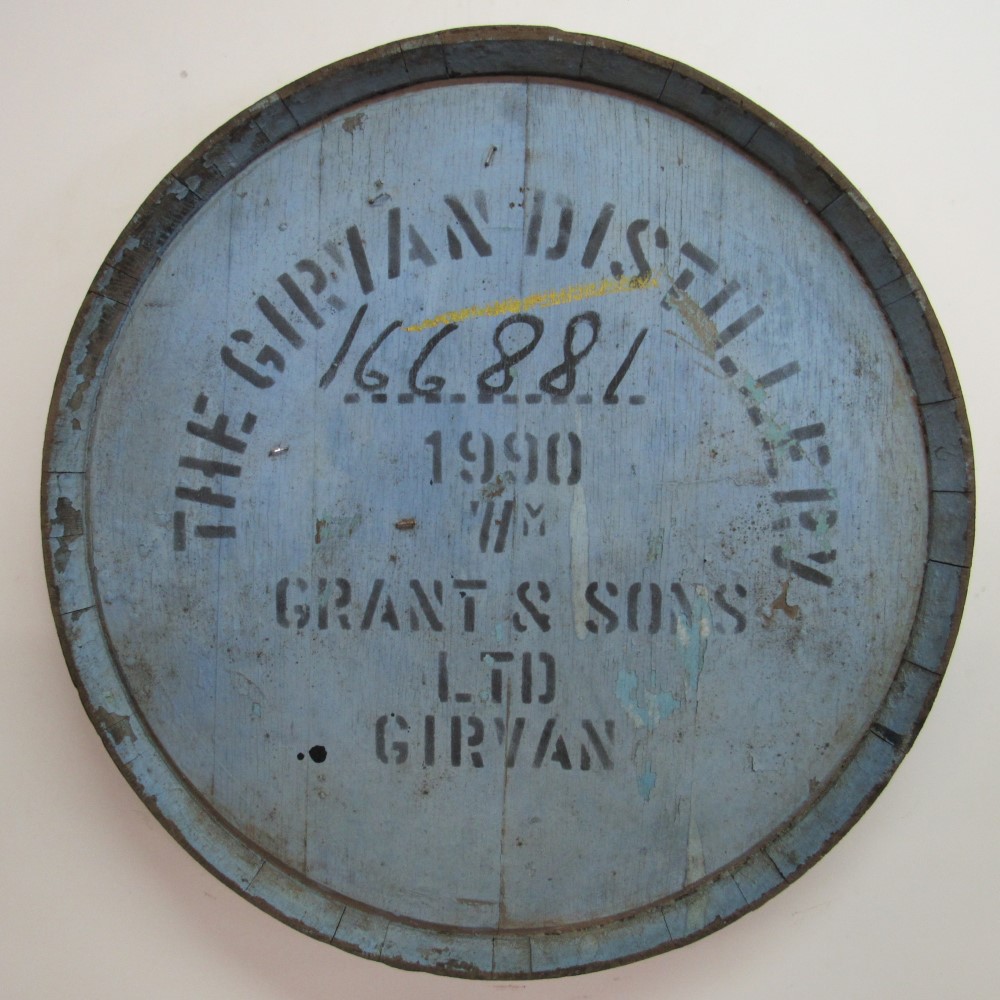 THE GIRVAN DISTILLERY
166881
1990
WM
GRANT & SONS
LTD
GIRVAN